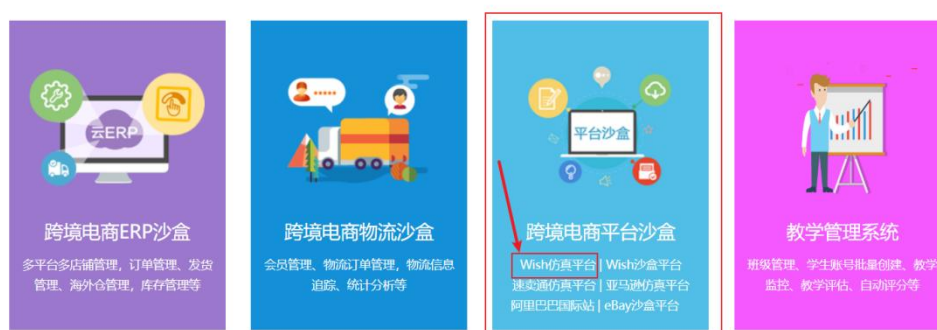 云ERP
跨境电商ERP沙盒
多平台多店铺管理，订单管理、发货
管理、海外仓管理，库存管理等
跨境电商物流沙盒
会员管理、物流订单管理，物流信息
追踪、统计分析等
平台沙盒
跨境电商平台沙盒
Wish仿真平台 | Wish沙盒平台
速卖通仿真平台 | 亚马逊仿真平台
阿里巴巴国际站 | eBay沙盒平台
教学管理系统
班级管理、学生账号批量创建、教学
监控、教学评估、自动评分等